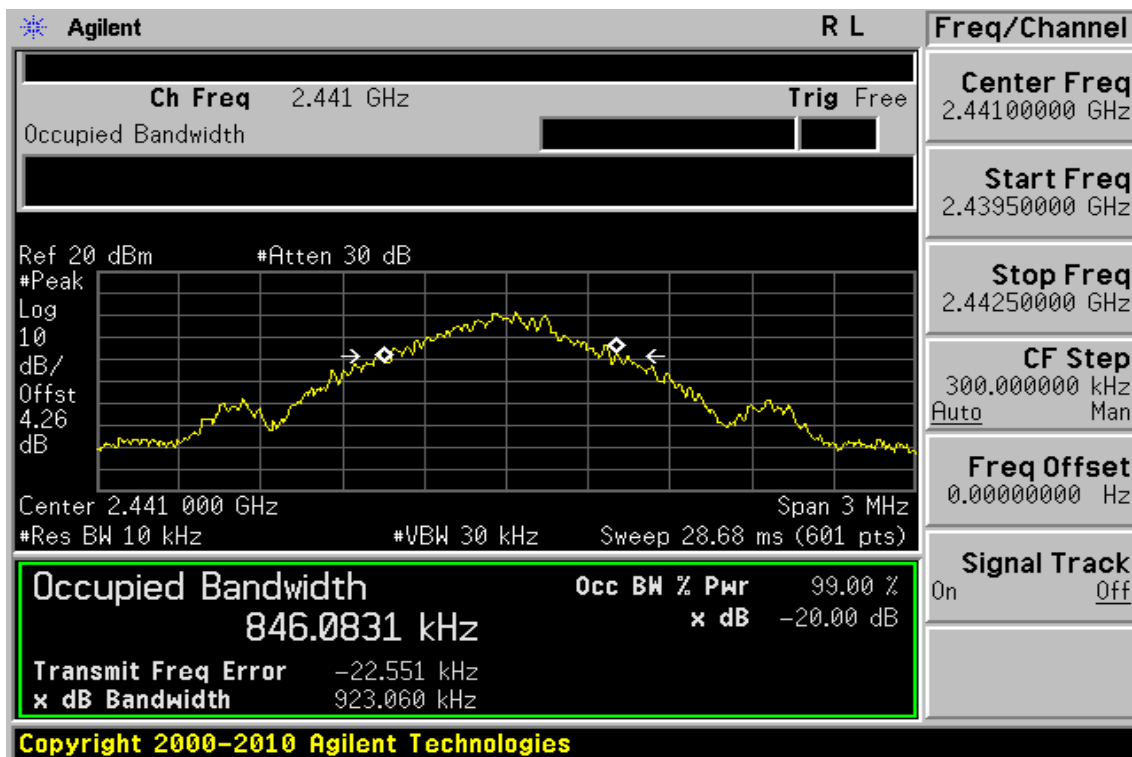 Agilent R L
Ch Freq 2.441 GHz Trig Free
Occupied Bandwidth
Ref 20 dBm #Atten 30 dB
#Peak
Log
10
dB/
Offst
4.26
dB
Center 2.441 000 GHz Span 3 MHz
#Res BW 10 kHz #VBW 30 kHz Sweep 28.68 ms (601 pts)
Occupied Bandwidth
846.0831 kHz
Occ BW % Pwr 99.00 %
x dB -20.00 dB
Transmit Freq Error -22.551 kHz
x dB Bandwidth 923.060 kHz
Copyright 2000-2010 Agilent Technologies
Freq/Channel
Center Freq
2.44100000 GHz
Start Freq
2.43950000 GHz
Stop Freq
2.44250000 GHz
CF Step
300.000000 kHz
Auto Man
Freq Offset
0.00000000 Hz
Signal Track
On Off